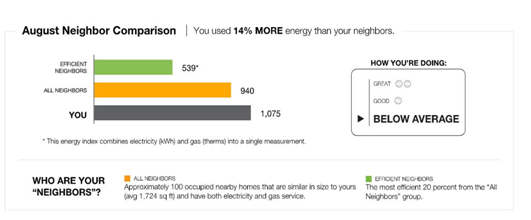 August Neighbor Comparison | You used 14% MORE energy than your neighbors.
EFFICIENT
NEIGHBORS
539*
ALL NEIGHBORS
940
YOU
1,075
* This energy index combines electricity (kWh) and gas (therms) into a single measurement.
HOW YOU'RE DOING:
GREAT
GOOD
BELOW AVERAGE
WHO ARE YOUR
"NEIGHBORS"?
ALL NEIGHBORS
Approximately 100 occupied nearby homes that are similar in size to yours
(avg 1,724 sq ft) and have both electricity and gas service.
EFFICIENT NEIGHBORS
The most efficient 20 percent from the "All
Neighbors" group.